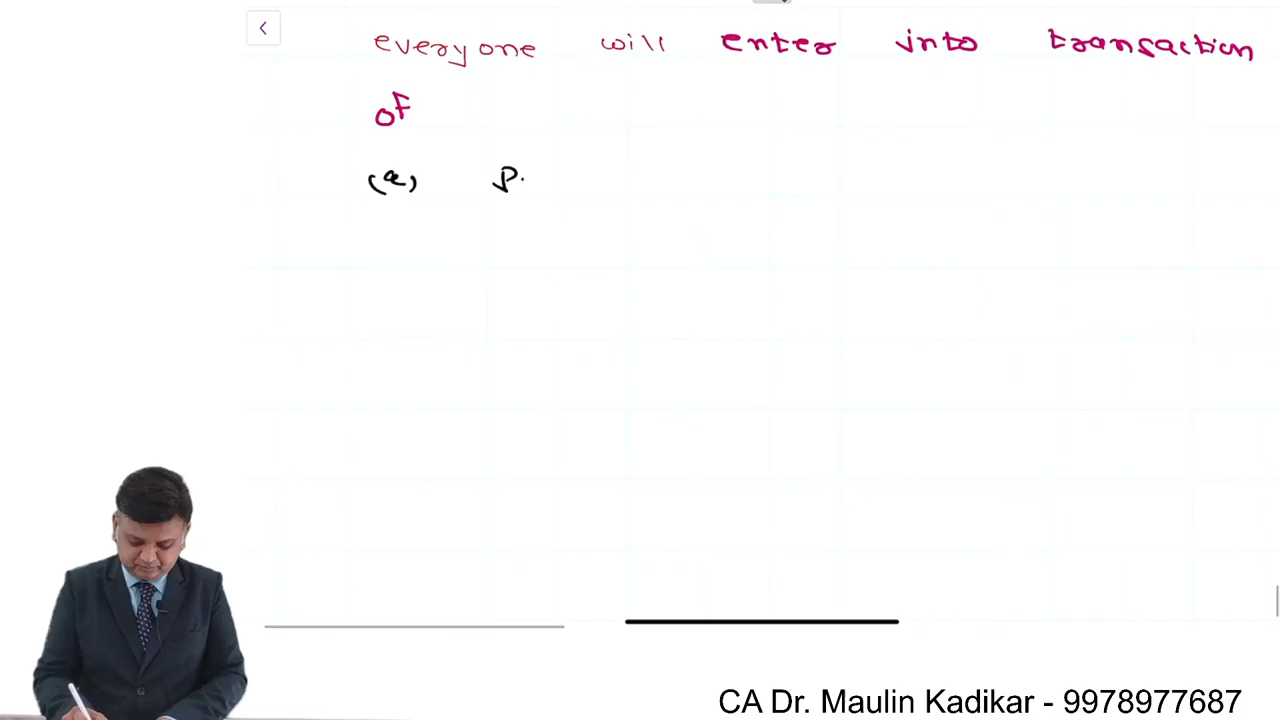 everyone will enter into transaction
of
(a) P.
CA Dr. Maulin Kadikar - 9978977687